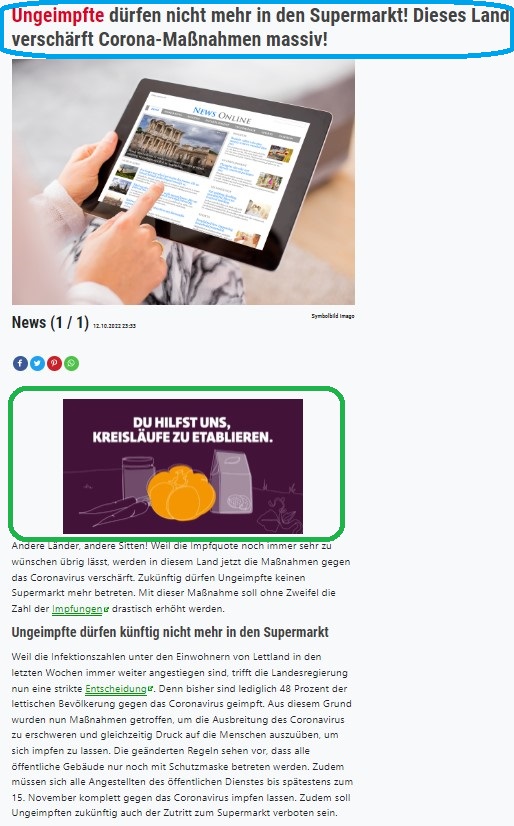 Ungeimpfte dürfen nicht mehr in den Supermarkt! Dieses Land
verschärft Corona-Maßnahmen massiv!
NEWS ONLINE
News (1 / 1) 12.10.2022 23:33
Symbolbild Imago
DU HILFST UNS,
KREISLÄUFE ZU ETABLIEREN.
Andere Länder, andere Sitten! Weil die Impfquote noch immer sehr zu
wünschen übrig lässt, werden in diesem Land jetzt die Maßnahmen gegen
das Coronavirus verschärft. Zukünftig dürfen Ungeimpfte keinen
Supermarkt mehr betreten. Mit dieser Maßnahme soll ohne Zweifel die
Zahl der Impfungen drastisch erhöht werden.
Ungeimpfte dürfen künftig nicht mehr in den Supermarkt
Weil die Infektionszahlen unter den Einwohnern von Lettland in den
letzten Wochen immer weiter angestiegen sind, trifft die Landesregierung
nun eine strikte Entscheidung. Denn bisher sind lediglich 48 Prozent der
lettischen Bevölkerung gegen das Coronavirus geimpft. Aus diesem Grund
wurden nun Maßnahmen getroffen, um die Ausbreitung des Coronavirus
zu erschweren und gleichzeitig Druck auf die Menschen auszuüben, um
sich impfen zu lassen. Die geänderten Regeln sehen vor, dass alle
öffentliche Gebäude nur noch mit Schutzmaske betreten werden. Zudem
müssen sich alle Angestellten des öffentlichen Dienstes bis spätestens zum
15. November komplett gegen das Coronavirus impfen lassen. Zudem soll
Ungeimpften zukünftig auch der Zutritt zum Supermarkt verboten sein.